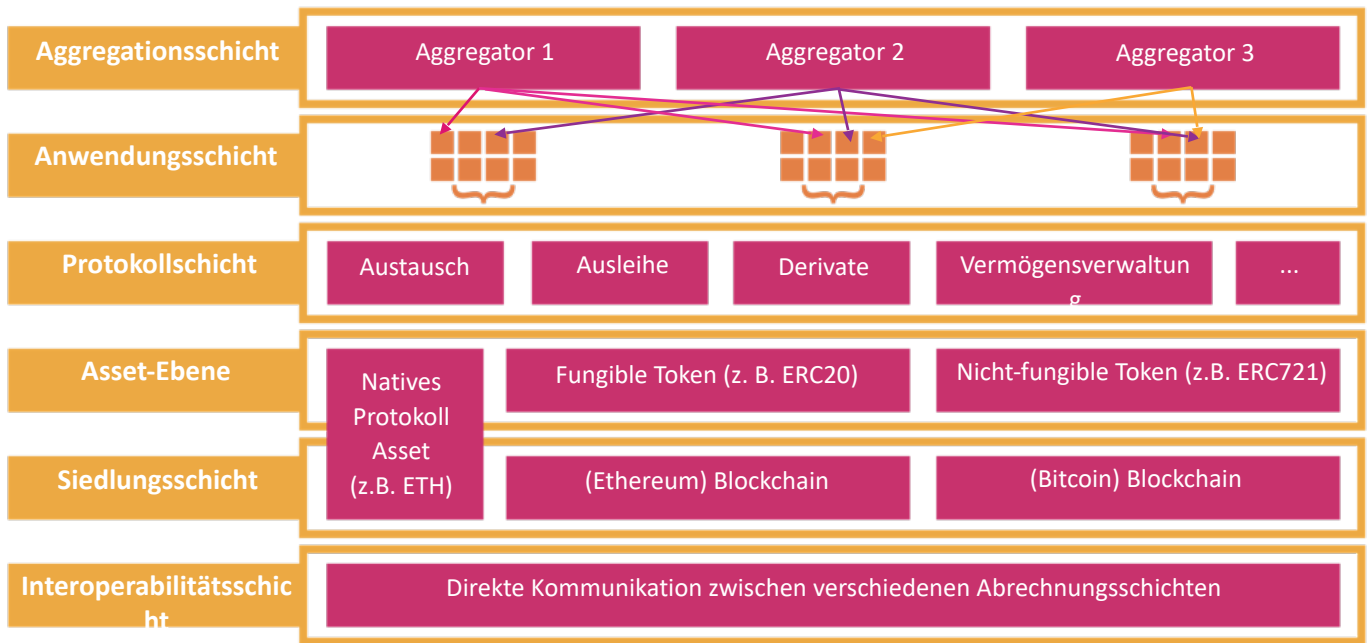 Aggregationsschicht
Aggregator 1
Aggregator 2
Aggregator 3
Anwendungsschicht
Protokollschicht
Austausch
Ausleihe
Derivate
Vermögensverwaltun
g
...
Asset-Ebene
Natives
Protokoll
Asset
(z.B. ETH)
Fungible Token (z. B. ERC20)
Nicht-fungible Token (z.B. ERC721)
Siedlungsschicht
(Ethereum) Blockchain
(Bitcoin) Blockchain
Interoperabilitätsschic
ht
Direkte Kommunikation zwischen verschiedenen Abrechnungsschichten